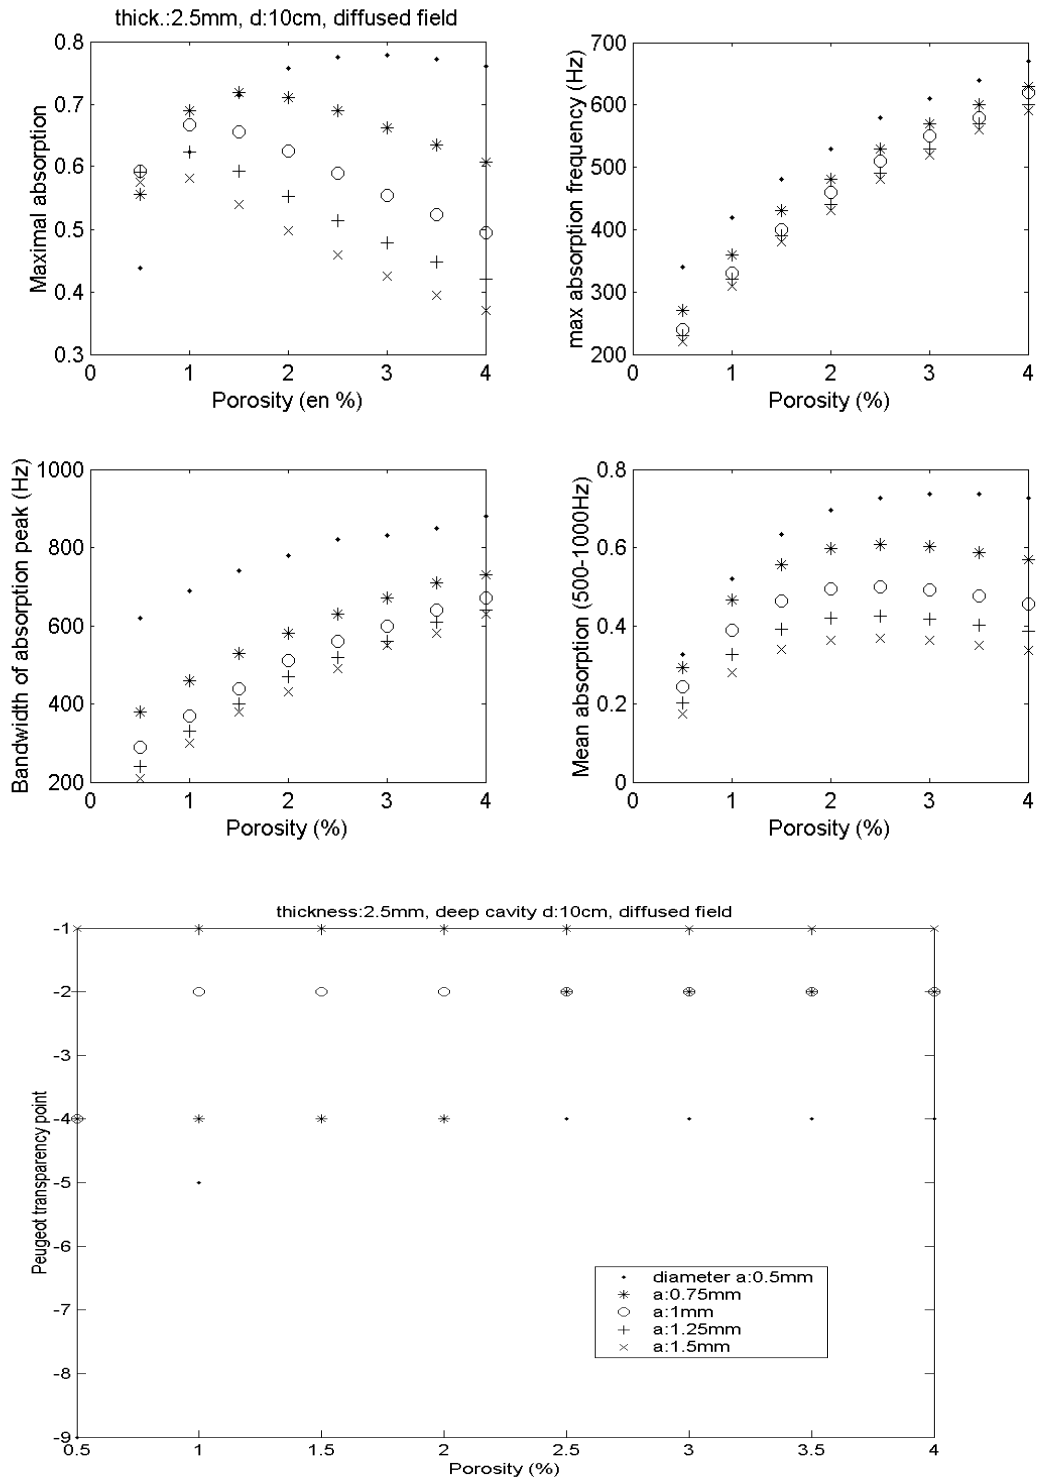 thick.:2.5mm, d:10cm, diffused field
Maximal absorption
0.8
0.7
0.6
0.5
0.4
0.3
0 1 2 3 4
Porosity (en %)
max absorption frequency (Hz)
700
600
500
400
300
200
0 1 2 3 4
Porosity (%)
Bandwidth of absorption peak (Hz)
1000
800
600
400
200
0 1 2 3 4
Porosity (%)
Mean absorption (500-1000Hz)
0.8
0.6
0.4
0.2
0
0 1 2 3 4
Porosity (%)
thickness:2.5mm, deep cavity d:10cm, diffused field
Peugeot transparency point
-1
-2
-3
-4
-5
-6
-7
-8
-9
0.5 1 1.5 2 2.5 3 3.5 4
Porosity (%)
diameter a:0.5mm
a:0.75mm
a:1mm
a:1.25mm
a:1.5mm